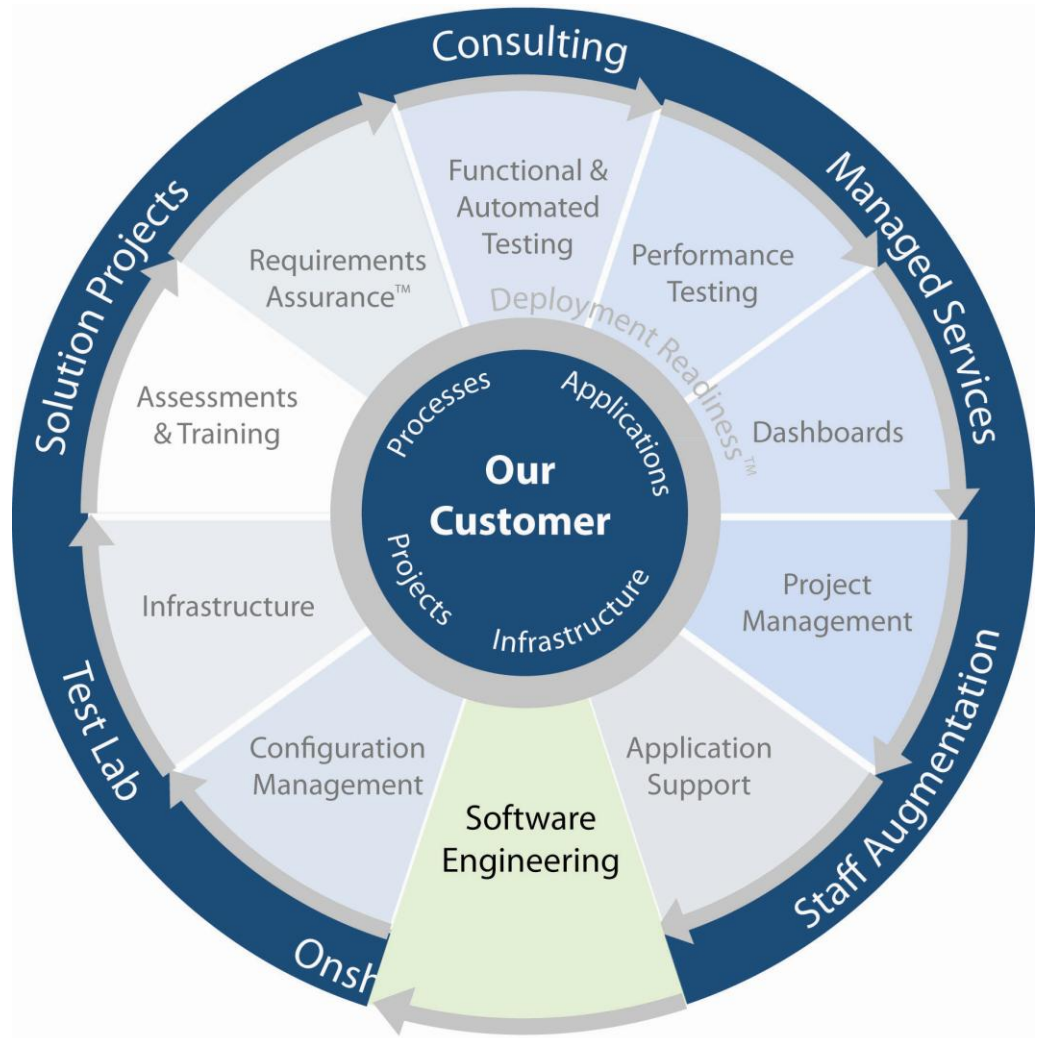 Consulting
Managed Services
Staff Augmentation
Test Lab
Solution Projects
Functional &
Automated
Testing
Performance
Testing
Dashboards
Project
Management
Application
Support
Software
Engineering
Configuration
Management
Infrastructure
Assessments
& Training
Requirements
Assurance™
Deployment Readiness™
Processes
Applications
Our
Customer
Projects
Infrastructure